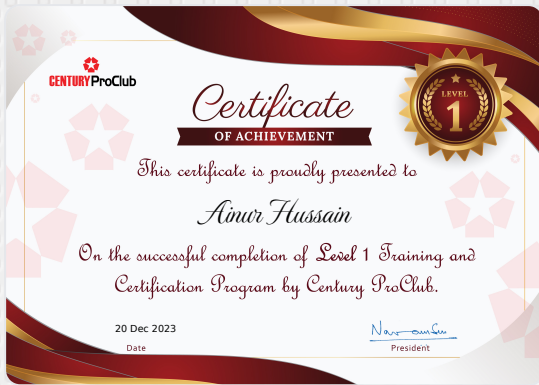 CENTURY ProClub
Certificate
OF ACHIEVEMENT
LEVEL
1
This certificate is proudly presented to
Ainur Hussain
On the successful completion of Level 1 Training and
Certification Program by Century ProClub.
20 Dec 2023
Date
President